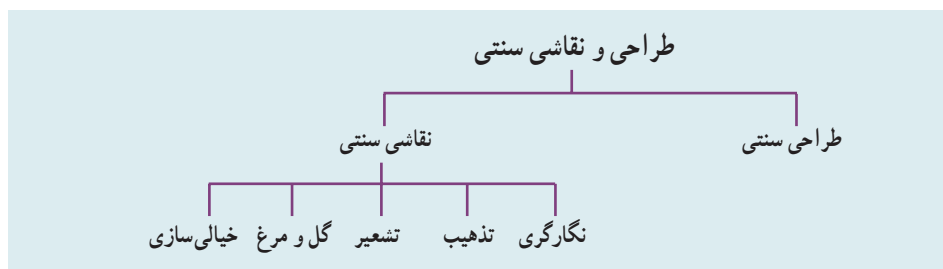 طراحی و نقاشی سنتی
طراحی سنتی نقاشی سنتی
نگارگری تذهیب تشعیر گل و مرغ خیالی‌سازی